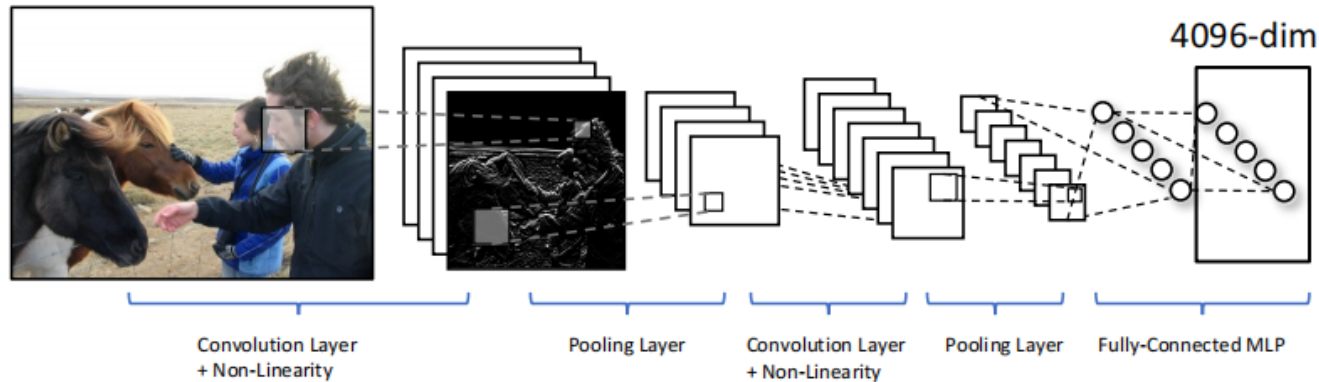 4096-dim
Convolution Layer
+ Non-Linearity
Pooling Layer
Convolution Layer
+ Non-Linearity
Pooling Layer
Fully-Connected MLP